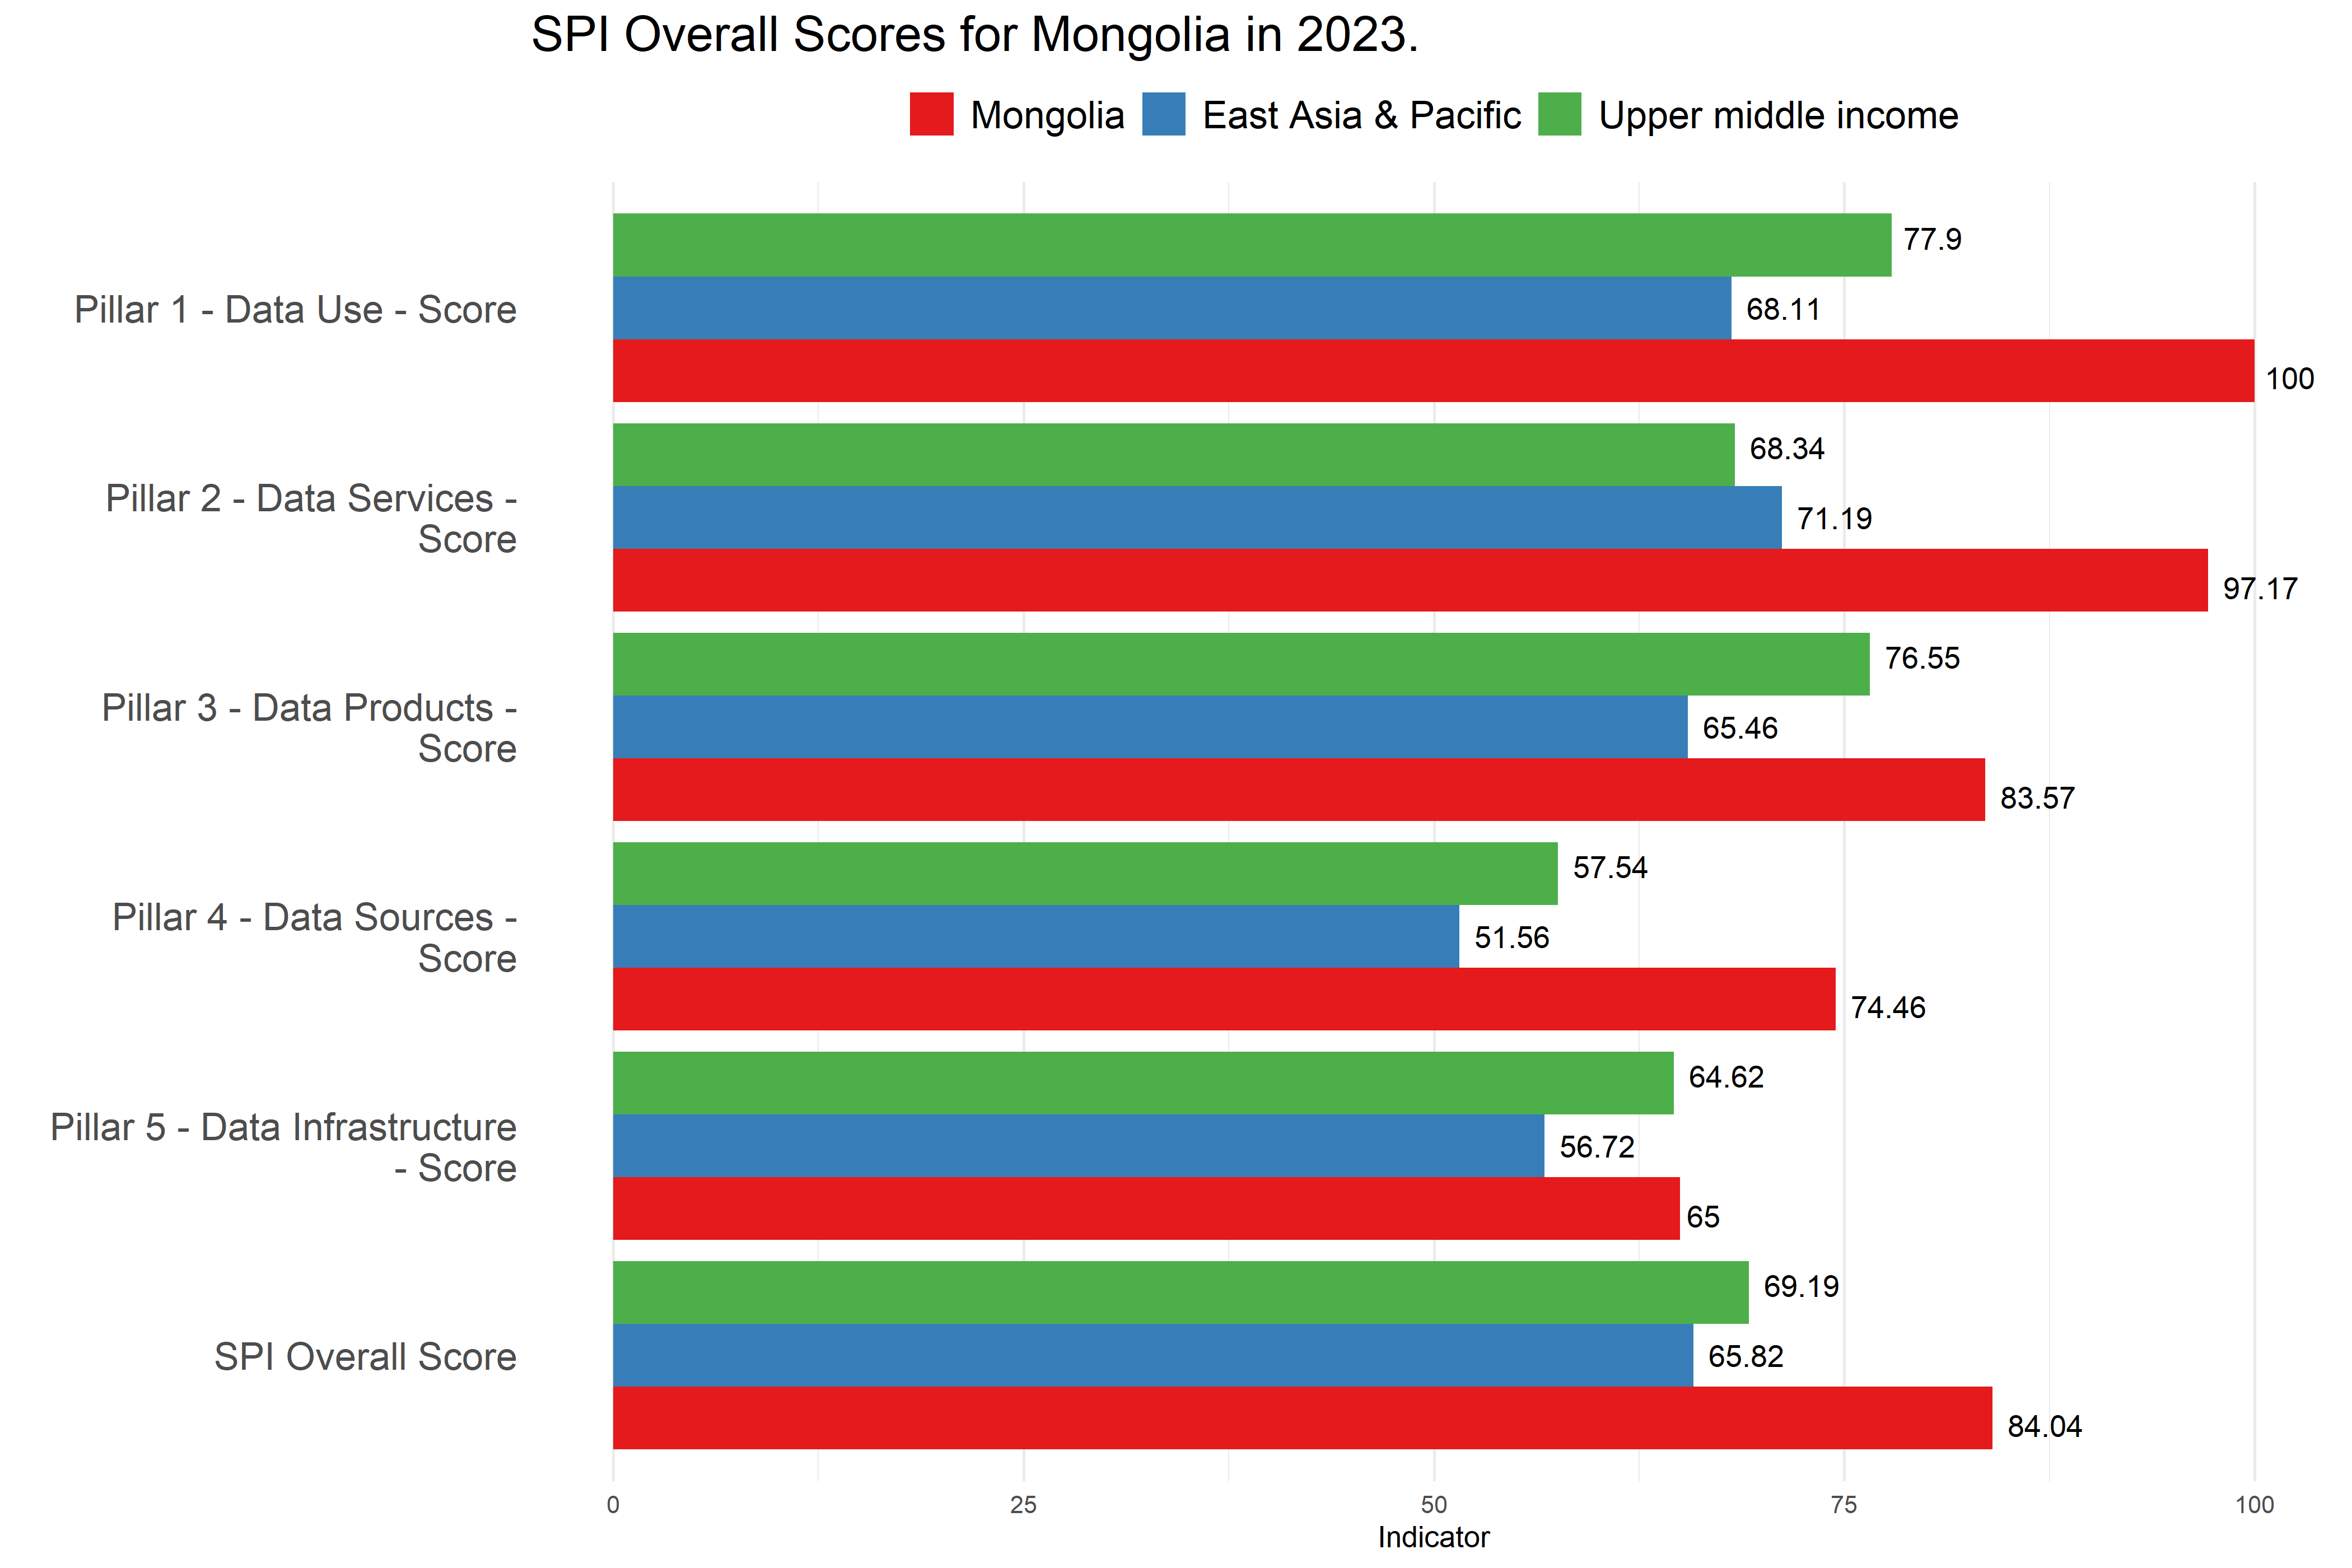 SPI Overall Scores for Mongolia in 2023.
Mongolia East Asia & Pacific Upper middle income
77.9
Pillar 1 - Data Use - Score
68.11
100
68.34
Pillar 2 - Data Services -
Score
71.19
97.17
76.55
Pillar 3 - Data Products -
Score
65.46
83.57
57.54
Pillar 4 - Data Sources -
Score
51.56
74.46
64.62
Pillar 5 - Data Infrastructure
- Score
56.72
65
69.19
SPI Overall Score
65.82
84.04
0 25 50 75 100
Indicator